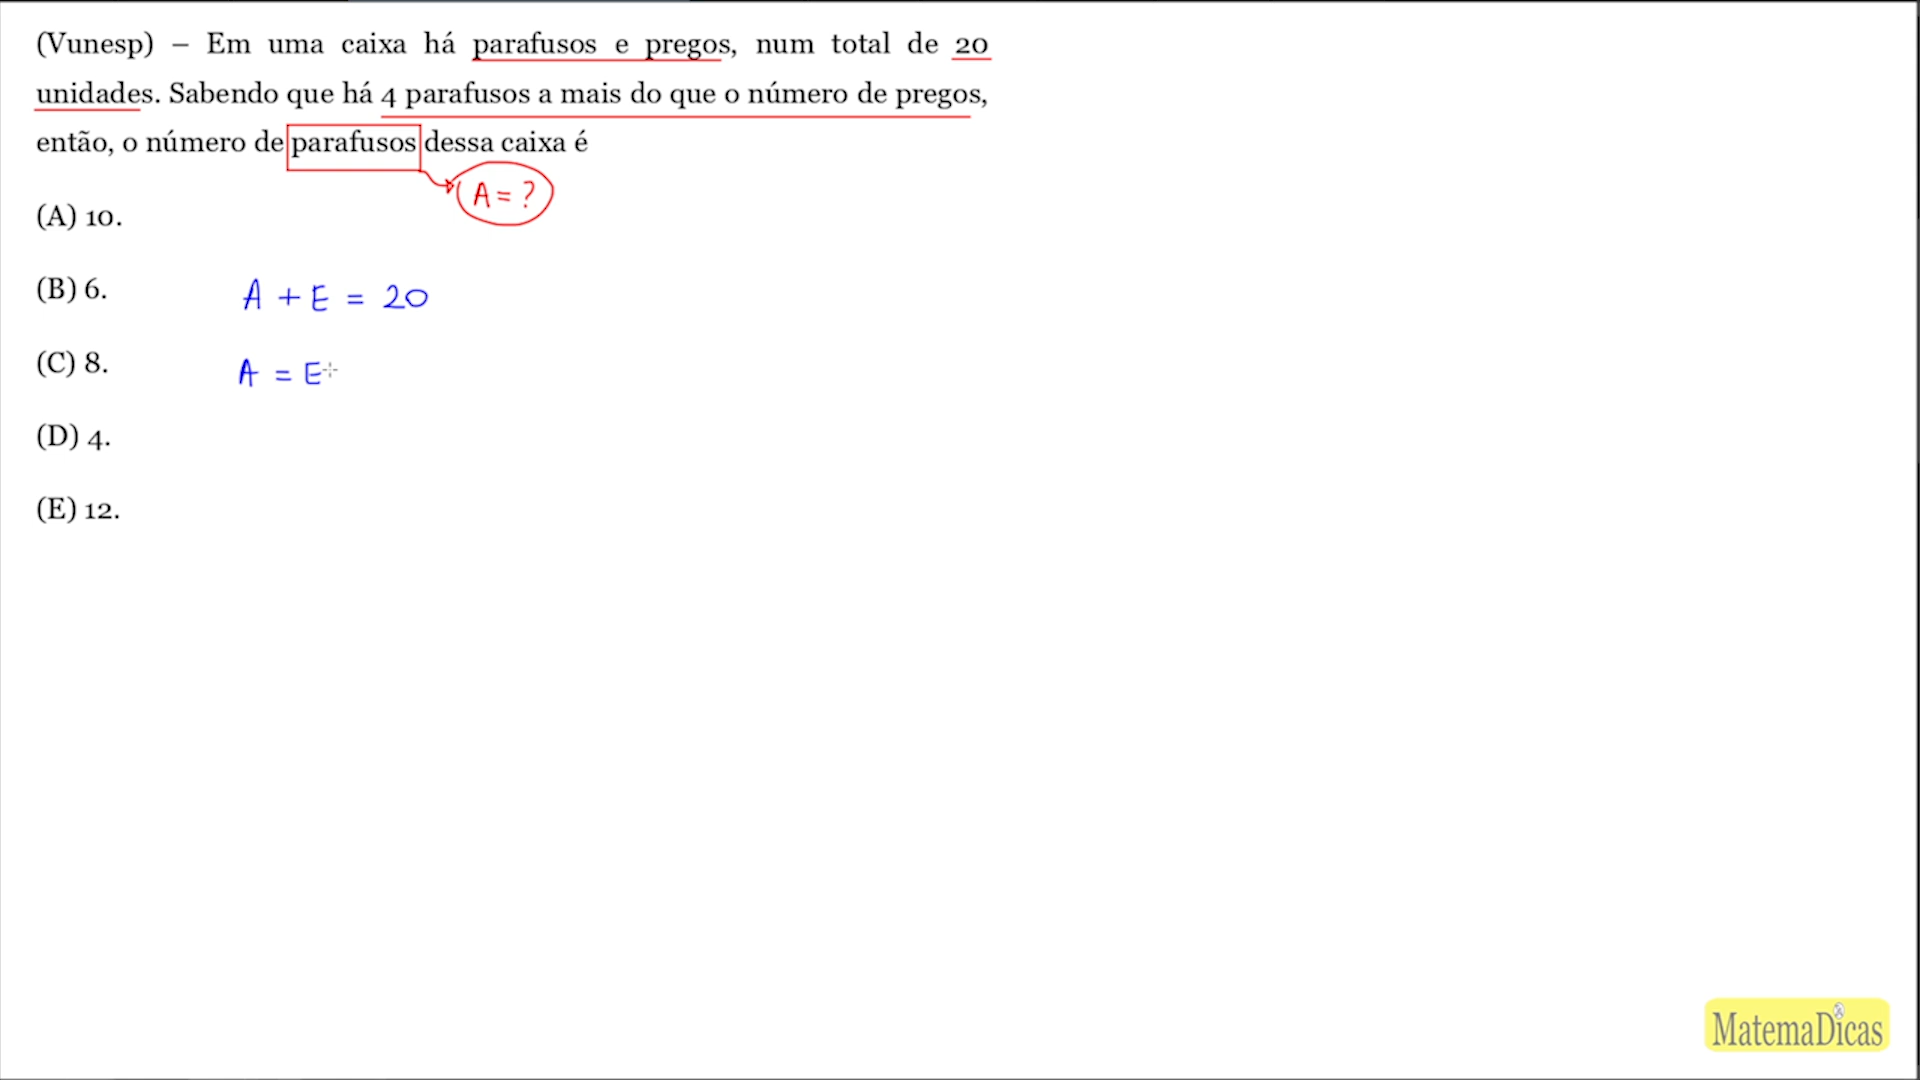 (Vunesp) – Em uma caixa há parafusos e pregos, num total de 20
unidades. Sabendo que há 4 parafusos a mais do que o número de pregos,
então, o número de parafusos dessa caixa é
A = ?
(A) 10.
(B) 6.
A + E = 20
(C) 8.
A = E
(D) 4.
(E) 12.
MatemaDicas